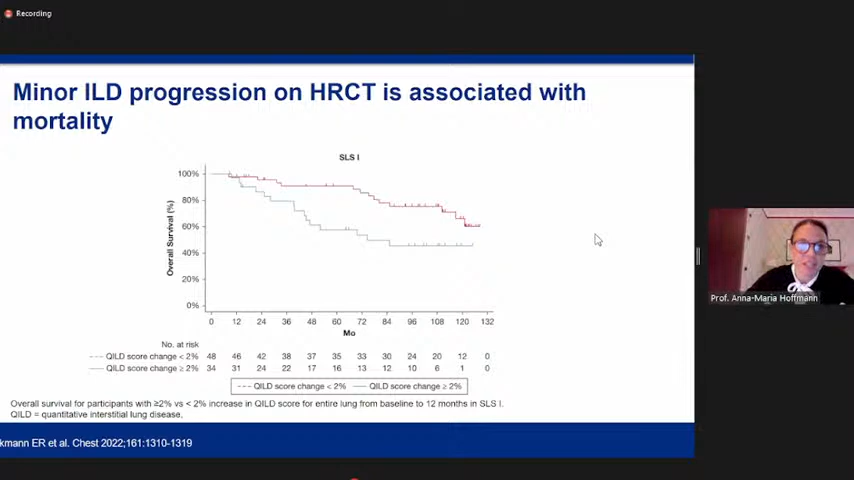 Recording
Minor ILD progression on HRCT is associated with
mortality
SLS I
100%
80%
60%
40%
20%
0%
Overall Survival (%)
0 12 24 36 48 60 72 84 96 108 120 132
Mo
No. at risk
QILD score change < 2% 48 46 42 38 37 35 33 30 24 20 12 0
QILD score change ≥ 2% 34 31 24 22 17 16 13 12 10 6 1 0
QILD score change < 2% QILD score change ≥ 2%
Overall survival for participants with ≥2% vs < 2% increase in QILD score for entire lung from baseline to 12 months in SLS I.
QILD = quantitative interstitial lung disease.
kmann ER et al. Chest 2022;161:1310-1319
Prof. Anna-Maria Hoffmann